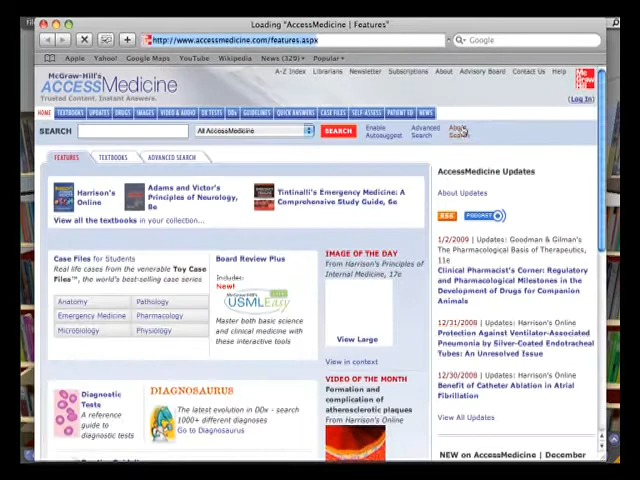 Loading "AccessMedicine | Features"
http://www.accessmedicine.com/features.aspx
Google
Apple Yahoo! Google Maps YouTube Wikipedia News (329) Popular
McGraw-Hill's
ACCESSMedicine
Trusted Content. Instant Answers.
A-Z Index Librarians Newsletter Subscriptions About Advisory Board Contact Us Help
Mc
Graw
Hill
(Log In)
HOME TEXTBOOKS UPDATES DRUGS IMAGES VIDEO & AUDIO DX TESTS DDx GUIDELINES QUICK ANSWERS CASE FILES SELF-ASSESS PATIENT ED NEWS
SEARCH
All AccessMedicine
SEARCH
Enable
Autosuggest
Advanced
Search
About
Search
FEATURES TEXTBOOKS ADVANCED SEARCH
Harrison's
Online
Adams and Victor's
Principles of Neurology,
8e
Tintinalli's Emergency Medicine: A
Comprehensive Study Guide, 6e
View all the textbooks in your collection...
Case Files for Students
Real life cases from the venerable Toy Case
Files™, the world's best-selling case series
Anatomy Pathology
Emergency Medicine Pharmacology
Microbiology Physiology
Board Review Plus
Includes:
New!
McGraw-Hill's
USMLEasy
Master both basic science
and clinical medicine with
these interactive tools
IMAGE OF THE DAY
From Harrison's Principles of
Internal Medicine, 17e
View Large
View in context
VIDEO OF THE MONTH
Formation and
complication of
atherosclerotic plaques
From Harrison's Online
Diagnostic
Tests
A reference
guide to
diagnostic tests
DIAGNOSAURUS
The latest evolution in DDx - search
1000+ different diagnoses
Go to Diagnosaurus
AccessMedicine Updates
About Updates
RSS PODCAST
1/2/2009 | Updates: Goodman & Gilman's
The Pharmacological Basis of Therapeutics,
11e
Clinical Pharmacist's Corner: Regulatory
and Pharmacological Milestones in the
Development of Drugs for Companion
Animals
12/31/2008 | Updates: Harrison's Online
Protection Against Ventilator-Associated
Pneumonia by Silver-Coated Endotracheal
Tubes: An Unresolved Issue
12/30/2008 | Updates: Harrison's Online
Benefit of Catheter Ablation in Atrial
Fibrillation
View All Updates
NEW on AccessMedicine | December